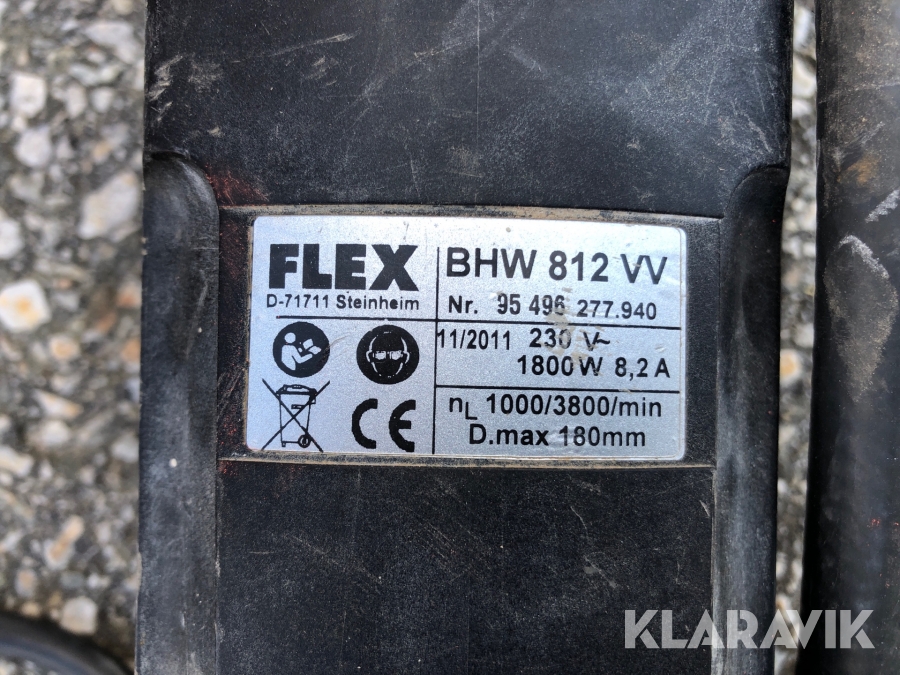 FLEX
D-71711 Steinheim
BHW 812 VV
Nr. 95 496 277.940
11/2011 230 V~
1800W 8,2 A
CE
nL 1000/3800/min
D.max 180mm
KLARAVIK